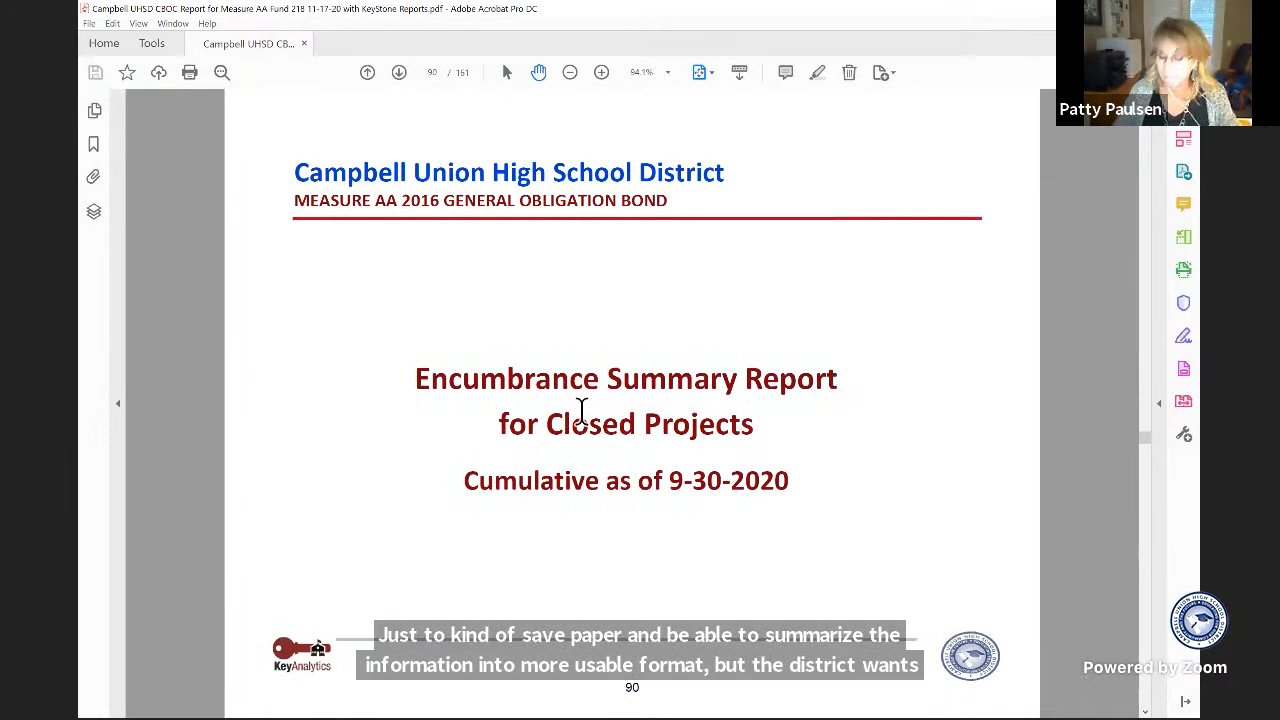 Campbell UHSD CBOC Report for Measure AA Fund 218 11-17-20 with KeyStone Reports.pdf - Adobe Acrobat Pro DC
File Edit View Window Help
Home Tools Campbell UHSD CB... ×
90 / 161 94.1%
Patty Paulsen
Campbell Union High School District
MEASURE AA 2016 GENERAL OBLIGATION BOND
Encumbrance Summary Report
for Closed Projects
Cumulative as of 9-30-2020
Just to kind of save paper and be able to summarize the
information into more usable format, but the district wants
KeyAnalytics
90
Powered by Zoom